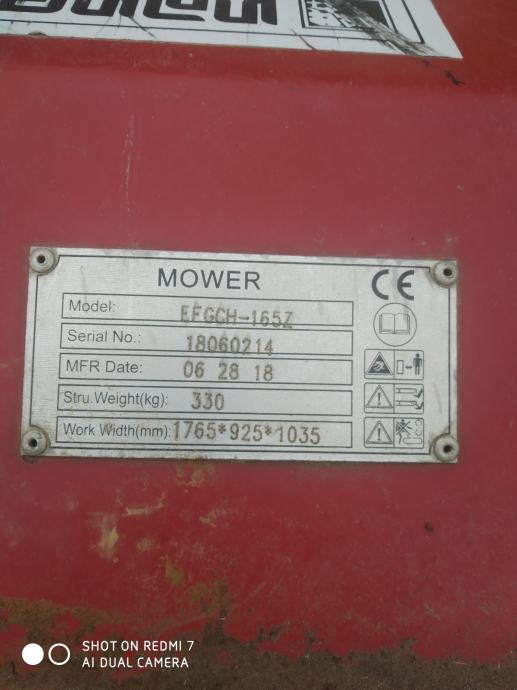 MOWER
CE
Model: EFGCH-165Z
Serial No.: 18060214
MFR Date: 06 28 18
Stru.Weight(kg): 330
Work Width(mm): 1765*925*1035
SHOT ON REDMI 7
AI DUAL CAMERA